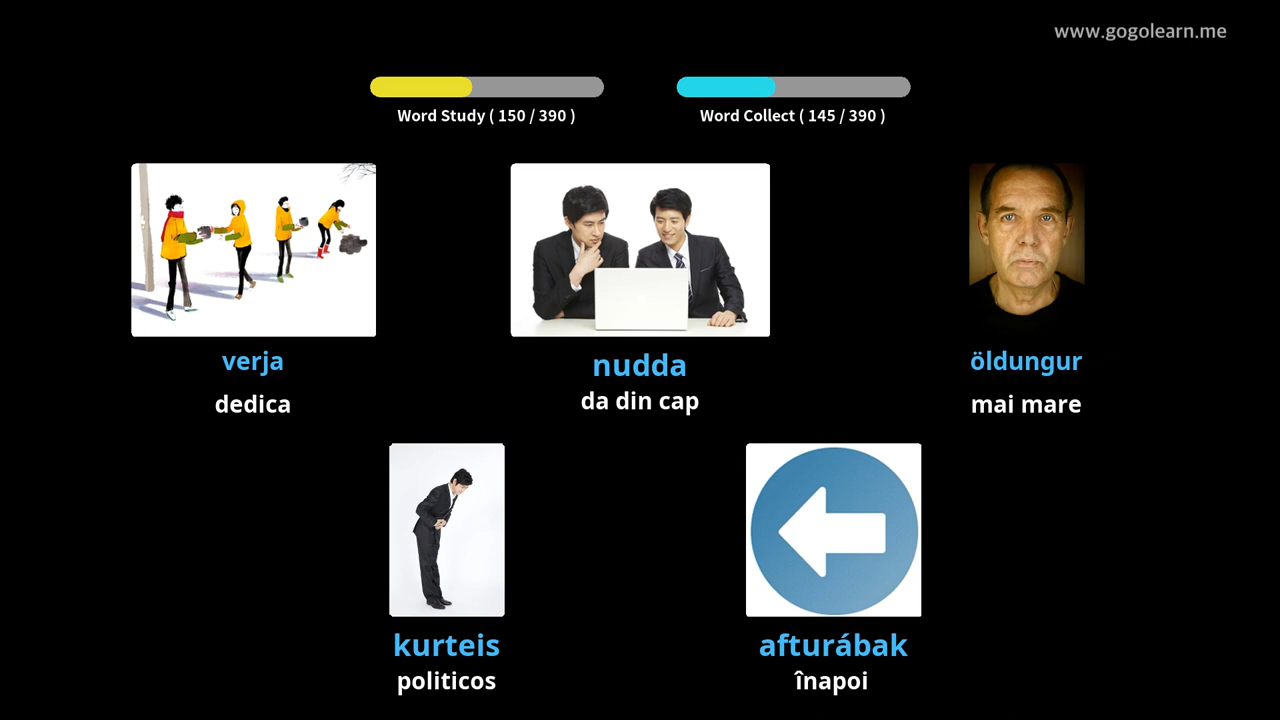 www.gogolearn.me
Word Study ( 150 / 390 )
Word Collect ( 145 / 390 )
verja
dedica
nudda
da din cap
öldungur
mai mare
kurteis
politicos
afturábak
înapoi